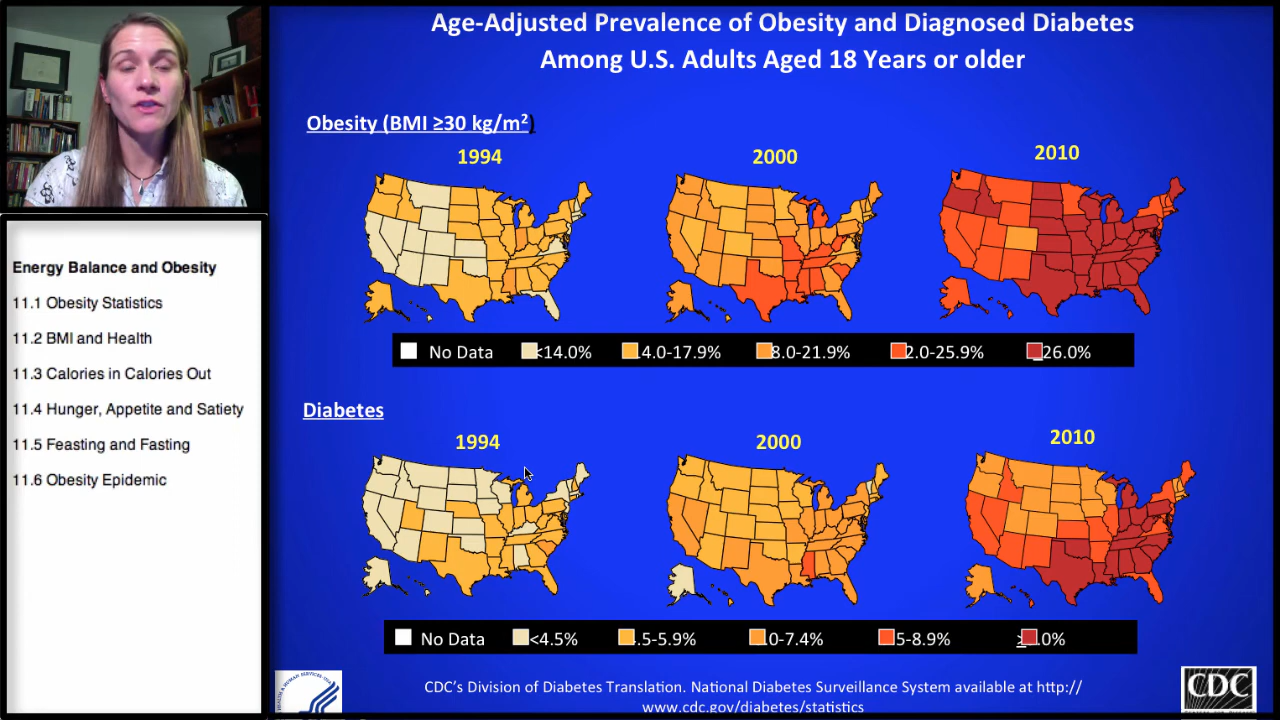 Age-Adjusted Prevalence of Obesity and Diagnosed Diabetes
Among U.S. Adults Aged 18 Years or older
Obesity (BMI ≥30 kg/m²)
1994
2000
2010
No Data <14.0% 4.0-17.9% 8.0-21.9% 2.0-25.9% 26.0%
Diabetes
1994
2000
2010
No Data <4.5% .5-5.9% .0-7.4% 5-8.9% ≥ .0%
CDC's Division of Diabetes Translation. National Diabetes Surveillance System available at http://
www.cdc.gov/diabetes/statistics
CDC
Energy Balance and Obesity
11.1 Obesity Statistics
11.2 BMI and Health
11.3 Calories in Calories Out
11.4 Hunger, Appetite and Satiety
11.5 Feasting and Fasting
11.6 Obesity Epidemic